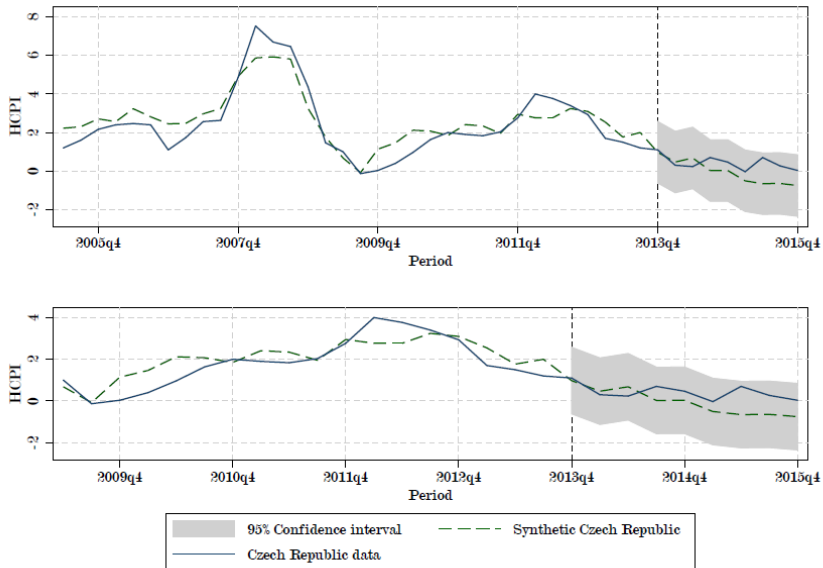 HCPI
8
6
4
2
0
-2
2005q4 2007q4 2009q4 2011q4 2013q4 2015q4
Period
HCPI
4
2
0
-2
2009q4 2010q4 2011q4 2012q4 2013q4 2014q4 2015q4
Period
95% Confidence interval Synthetic Czech Republic
Czech Republic data